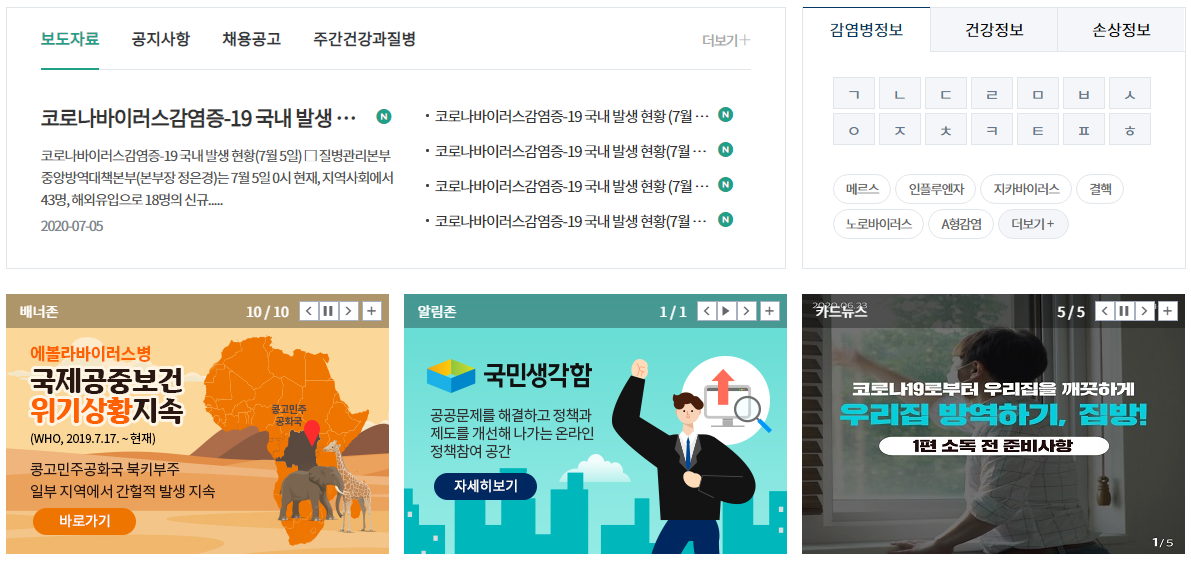 보도자료 공지사항 채용공고 주간건강과질병 더보기+
코로나바이러스감염증-19 국내 발생 ··· N
코로나바이러스감염증-19 국내 발생 현황(7월 5일) □ 질병관리본부
중앙방역대책본부(본부장 정은경)는 7월 5일 0시 현재, 지역사회에서
43명, 해외유입으로 18명의 신규.....
2020-07-05
· 코로나바이러스감염증-19 국내 발생 현황 (7월 ··· N
· 코로나바이러스감염증-19 국내 발생 현황(7월 ··· N
· 코로나바이러스감염증-19 국내 발생 현황(7월 ··· N
· 코로나바이러스감염증-19 국내 발생 현황(7월 ··· N
감염병정보 건강정보 손상정보
ㄱ ㄴ ㄷ ㄹ ㅁ ㅂ ㅅ
ㅇ ㅈ ㅊ ㅋ ㅌ ㅍ ㅎ
메르스 인플루엔자 지카바이러스 결핵
노로바이러스 A형감염 더보기 +
배너존 10 / 10
에볼라바이러스병
국제공중보건
위기상황지속
(WHO, 2019.7.17. ~ 현재)
콩고민주공화국 북키부주
일부 지역에서 간헐적 발생 지속
바로가기
콩고민주
공화국
알림존 1 / 1
국민생각함
공공문제를 해결하고 정책과
제도를 개선해 나가는 온라인
정책참여 공간
자세히보기
2020.06.23
카드뉴스 5 / 5
코로나19로부터 우리집을 깨끗하게
우리집 방역하기, 집방!
1편 소독 전 준비사항
1 / 5